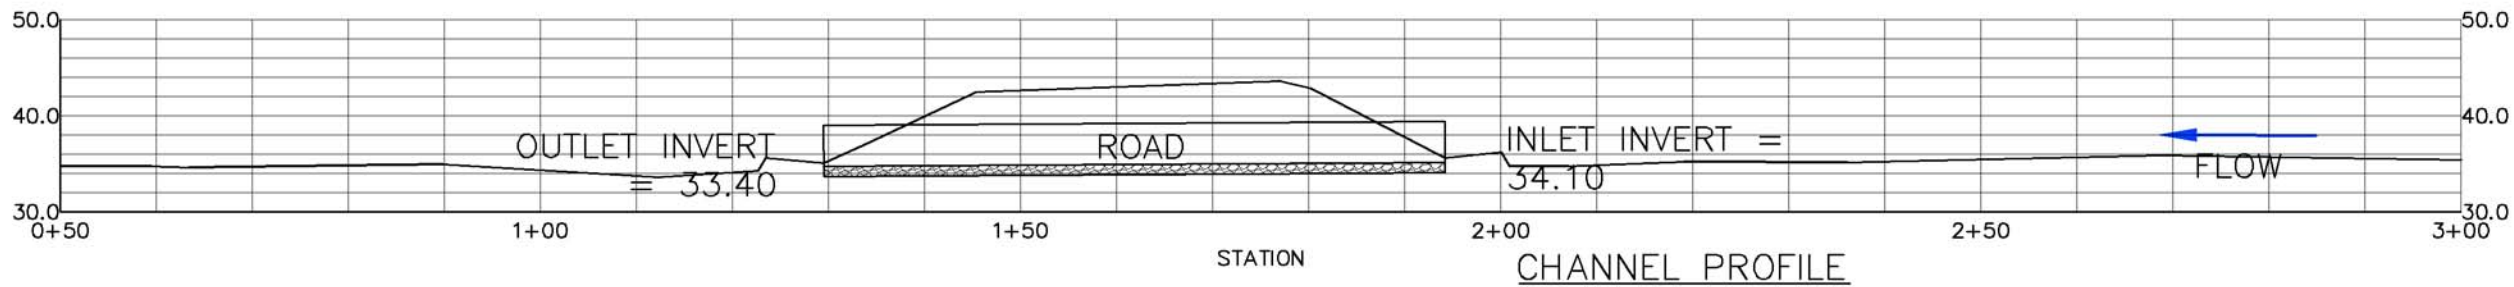 50.0
50.0
40.0
40.0
OUTLET INVERT
= 33.40
ROAD
INLET INVERT =
34.10
FLOW
30.0
30.0
0+50
1+00
1+50
2+00
2+50
3+00
STATION
CHANNEL PROFILE